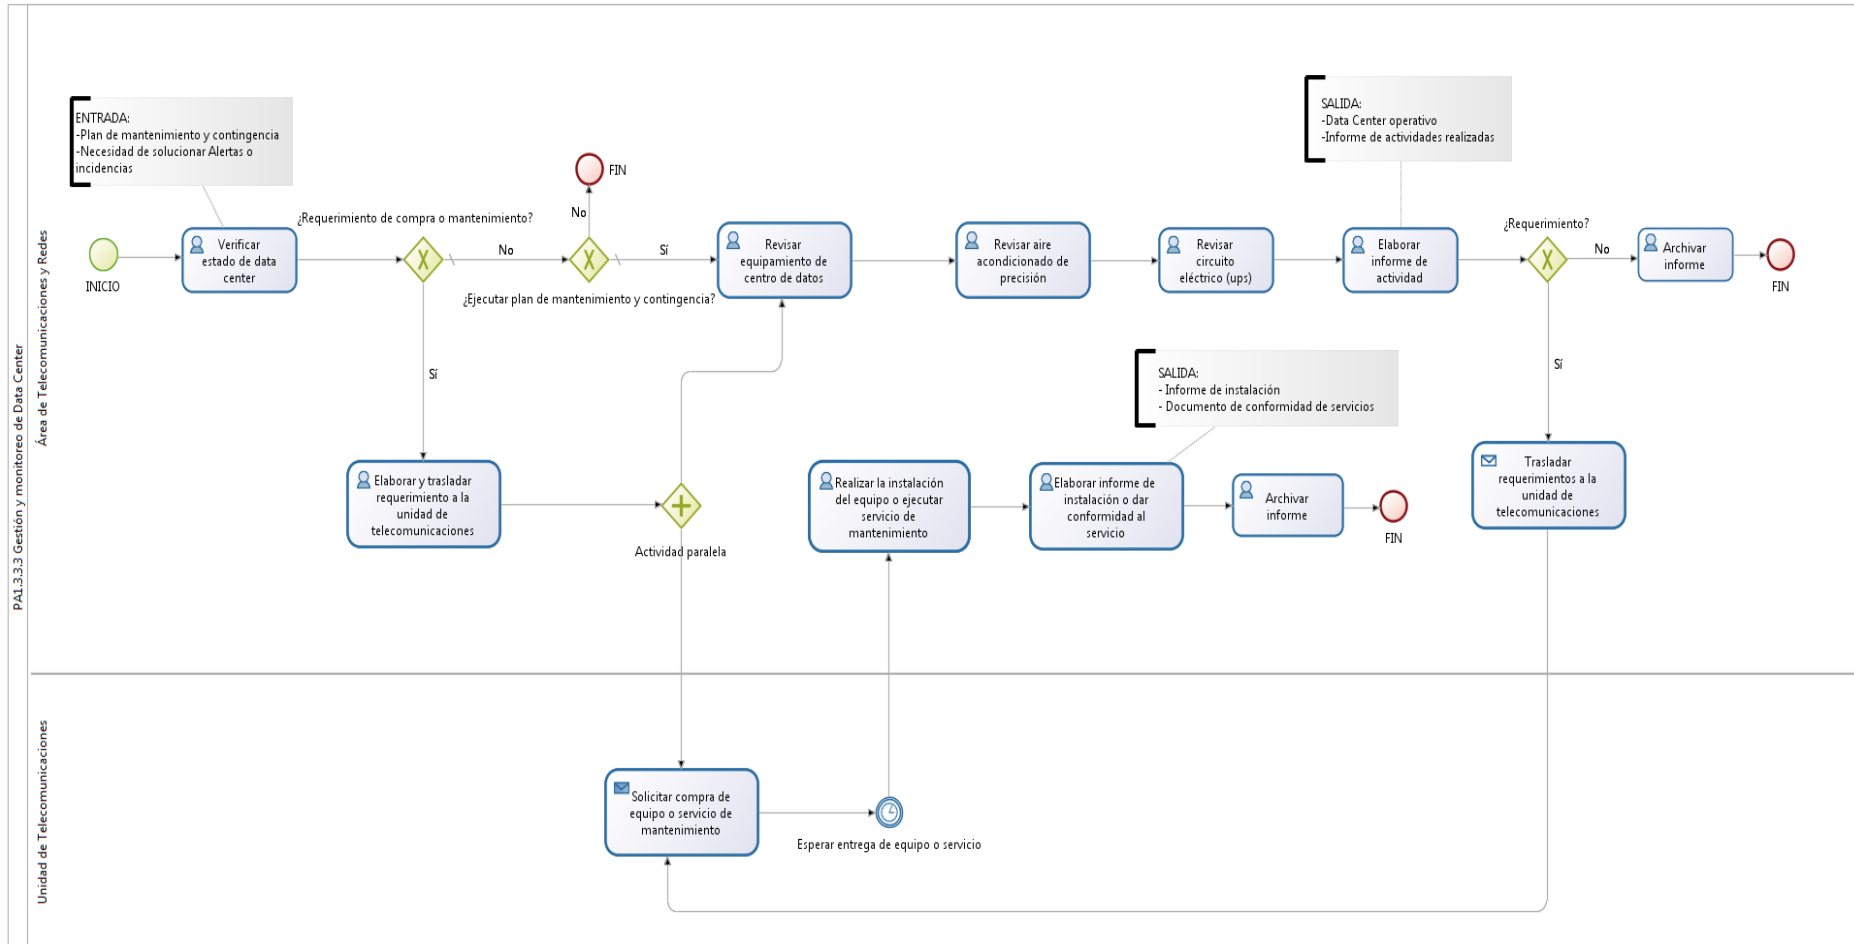 PA1.3.3.3 Gestión y monitoreo de Data Center
Área de Telecomunicaciones y Redes
ENTRADA:
-Plan de mantenimiento y contingencia
-Necesidad de solucionar Alertas o
incidencias
INICIO
Verificar
estado de data
center
¿Requerimiento de compra o mantenimiento?
No
Sí
FIN
No
¿Ejecutar plan de mantenimiento y contingencia?
Sí
Revisar
equipamiento de
centro de datos
Revisar aire
acondicionado de
precisión
Revisar
circuito
eléctrico (ups)
SALIDA:
-Data Center operativo
-Informe de actividades realizadas
Elaborar
informe de
actividad
¿Requerimiento?
No
Archivar
informe
FIN
Sí
Elaborar y trasladar
requerimiento a la
unidad de
telecomunicaciones
Actividad paralela
Realizar la instalación
del equipo o ejecutar
servicio de
mantenimiento
SALIDA:
- Informe de instalación
- Documento de conformidad de servicios
Elaborar informe de
instalación o dar
conformidad al
servicio
Archivar
informe
FIN
Trasladar
requerimientos a la
unidad de
telecomunicaciones
Unidad de Telecomunicaciones
Solicitar compra de
equipo o servicio de
mantenimiento
Esperar entrega de equipo o servicio